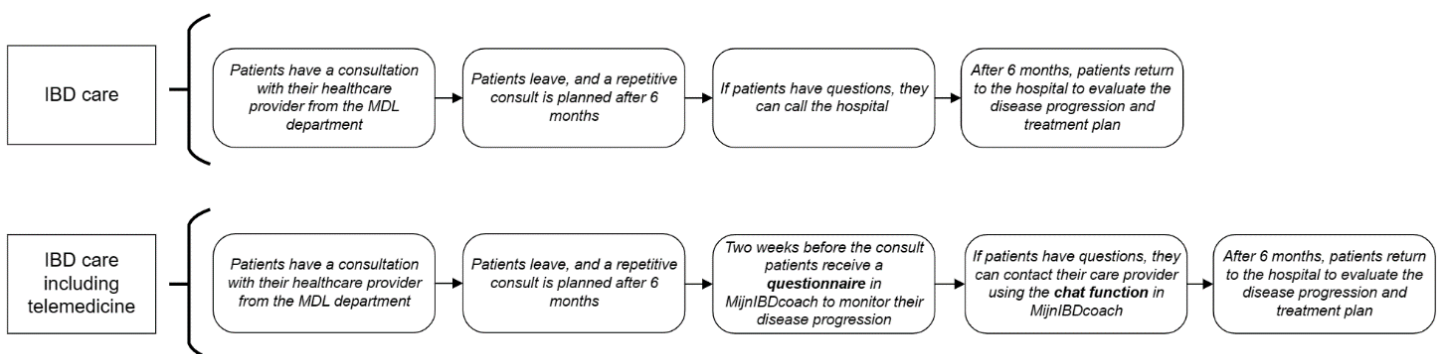 IBD care
Patients have a consultation
with their healthcare
provider from the MDL
department
Patients leave, and a repetitive
consult is planned after 6
months
If patients have questions, they
can call the hospital
After 6 months, patients return
to the hospital to evaluate the
disease progression and
treatment plan
IBD care
including
telemedicine
Patients have a consultation
with their healthcare provider
from the MDL department
Patients leave, and a repetitive
consult is planned after 6
months
Two weeks before the consult
patients receive a
questionnaire in
MijnIBDcoach to monitor their
disease progression
If patients have questions, they
can contact their care provider
using the chat function in
MijnIBDcoach
After 6 months, patients return
to the hospital to evaluate the
disease progression and
treatment plan